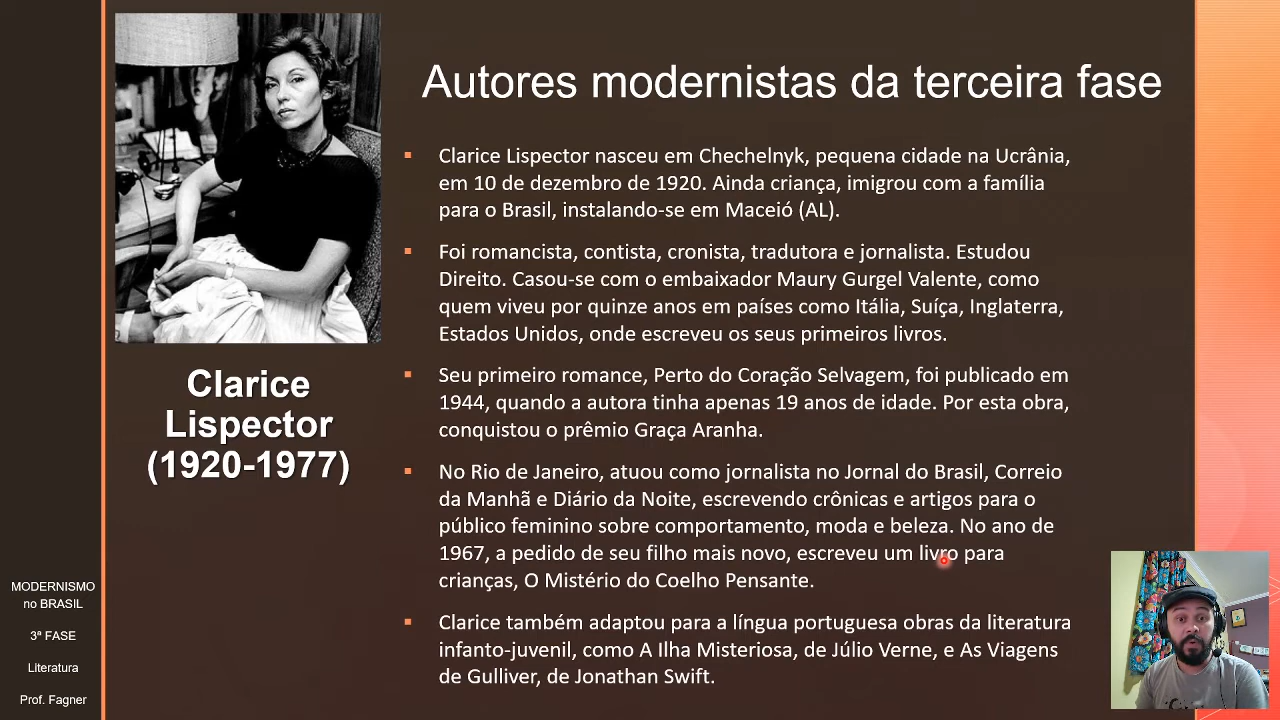 Autores modernistas da terceira fase
Clarice Lispector nasceu em Chechelnyk, pequena cidade na Ucrânia,
em 10 de dezembro de 1920. Ainda criança, imigrou com a família
para o Brasil, instalando-se em Maceió (AL).
Foi romancista, contista, cronista, tradutora e jornalista. Estudou
Direito. Casou-se com o embaixador Maury Gurgel Valente, como
quem viveu por quinze anos em países como Itália, Suíça, Inglaterra,
Estados Unidos, onde escreveu os seus primeiros livros.
Seu primeiro romance, Perto do Coração Selvagem, foi publicado em
1944, quando a autora tinha apenas 19 anos de idade. Por esta obra,
conquistou o prêmio Graça Aranha.
No Rio de Janeiro, atuou como jornalista no Jornal do Brasil, Correio
da Manhã e Diário da Noite, escrevendo crônicas e artigos para o
público feminino sobre comportamento, moda e beleza. No ano de
1967, a pedido de seu filho mais novo, escreveu um livro para
crianças, O Mistério do Coelho Pensante.
Clarice também adaptou para a língua portuguesa obras da literatura
infanto-juvenil, como A Ilha Misteriosa, de Júlio Verne, e As Viagens
de Gulliver, de Jonathan Swift.
Clarice
Lispector
(1920-1977)
MODERNISMO
no BRASIL
3ª FASE
Literatura
Prof. Fagner